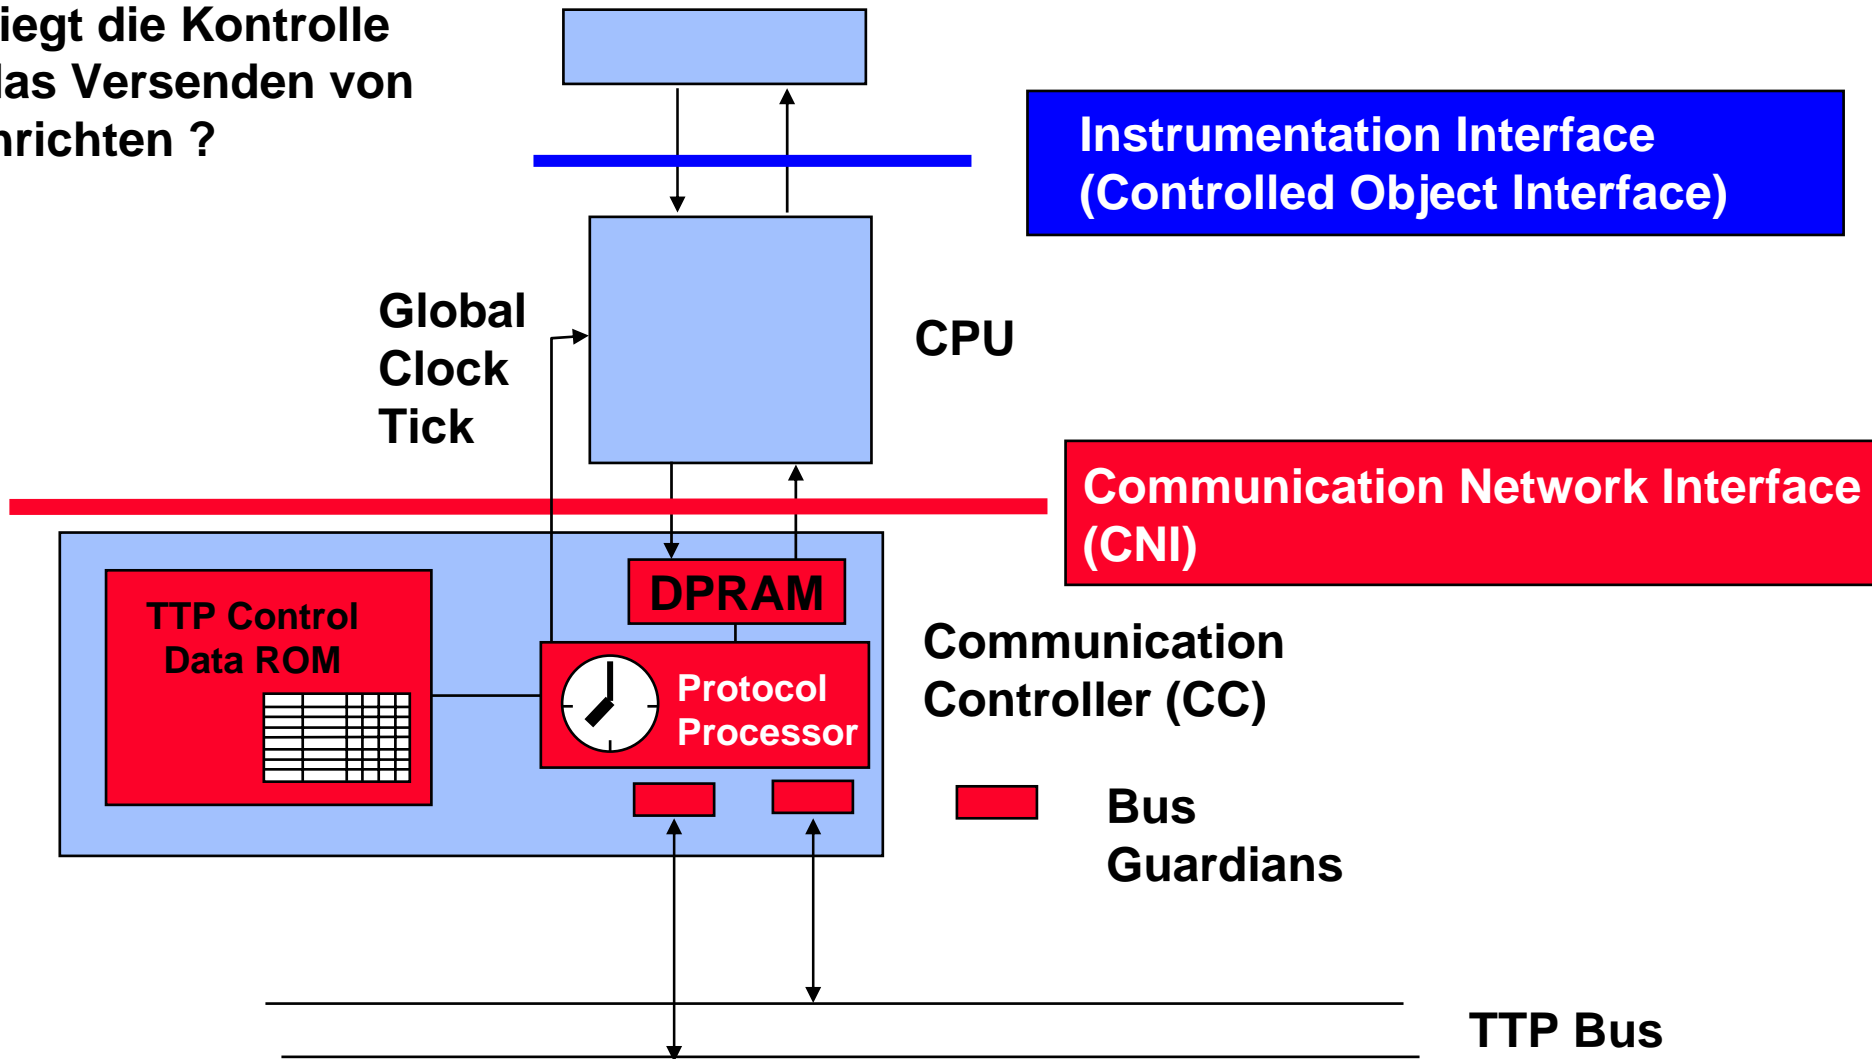 iegt die Kontrolle
das Versenden von
hrichten ?
Instrumentation Interface
(Controlled Object Interface)
Global
Clock
Tick
CPU
Communication Network Interface
(CNI)
DPRAM
TTP Control
Data ROM
Protocol
Processor
Communication
Controller (CC)
Bus
Guardians
TTP Bus